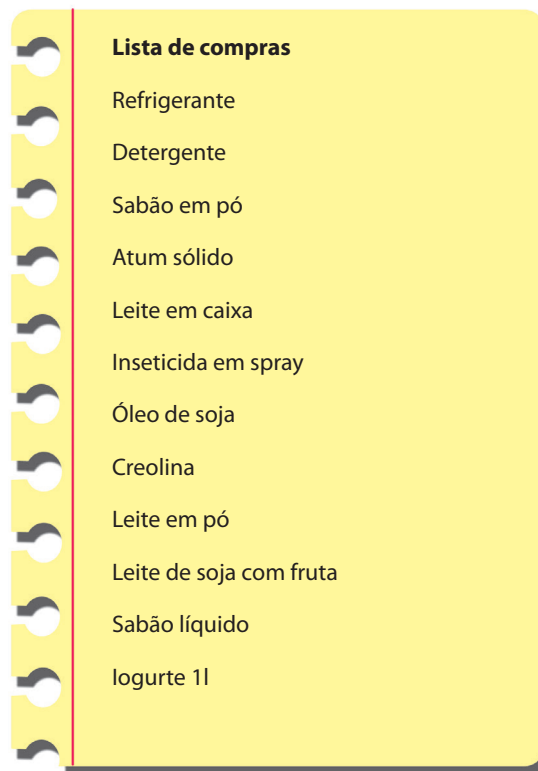 Lista de compras
Refrigerante
Detergente
Sabão em pó
Atum sólido
Leite em caixa
Inseticida em spray
Óleo de soja
Creolina
Leite em pó
Leite de soja com fruta
Sabão líquido
Iogurte 1l